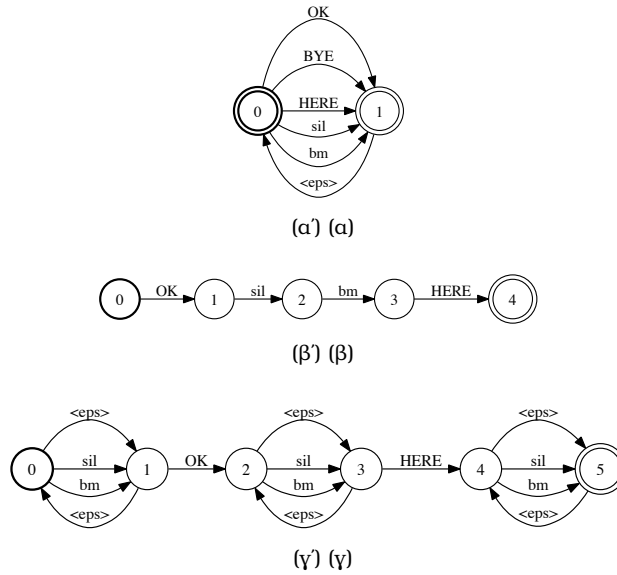 OK
BYE
0 HERE 1
sil
bm
<eps>
(α′) (α)
0 OK 1 sil 2 bm 3 HERE 4
(β′) (β)
<eps> <eps> <eps>
0 sil 1 OK 2 sil 3 HERE 4 sil 5
bm bm bm
<eps> <eps> <eps>
(γ′) (γ)